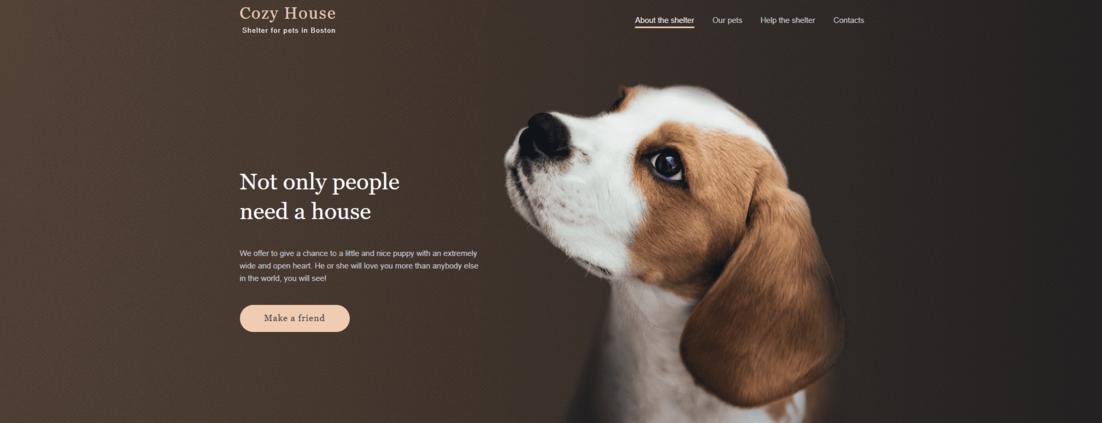 Cozy House
Shelter for pets in Boston
About the shelter
Our pets
Help the shelter
Contacts
Not only people
need a house
We offer to give a chance to a little and nice puppy with an extremely
wide and open heart. He or she will love you more than anybody else
in the world, you will see!
Make a friend